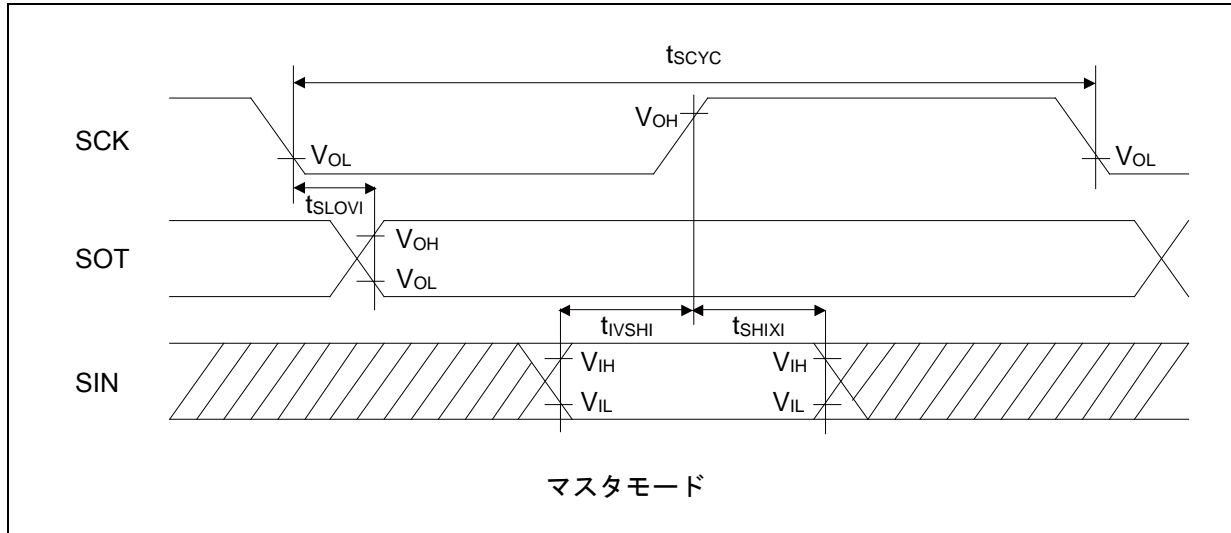 tSCYC
SCK
VOH
VOL
VOL
tSLOVI
SOT
VOH
VOL
tIVSHI
tSHIXI
SIN
VIH
VIH
VIL
VIL
マスタモード